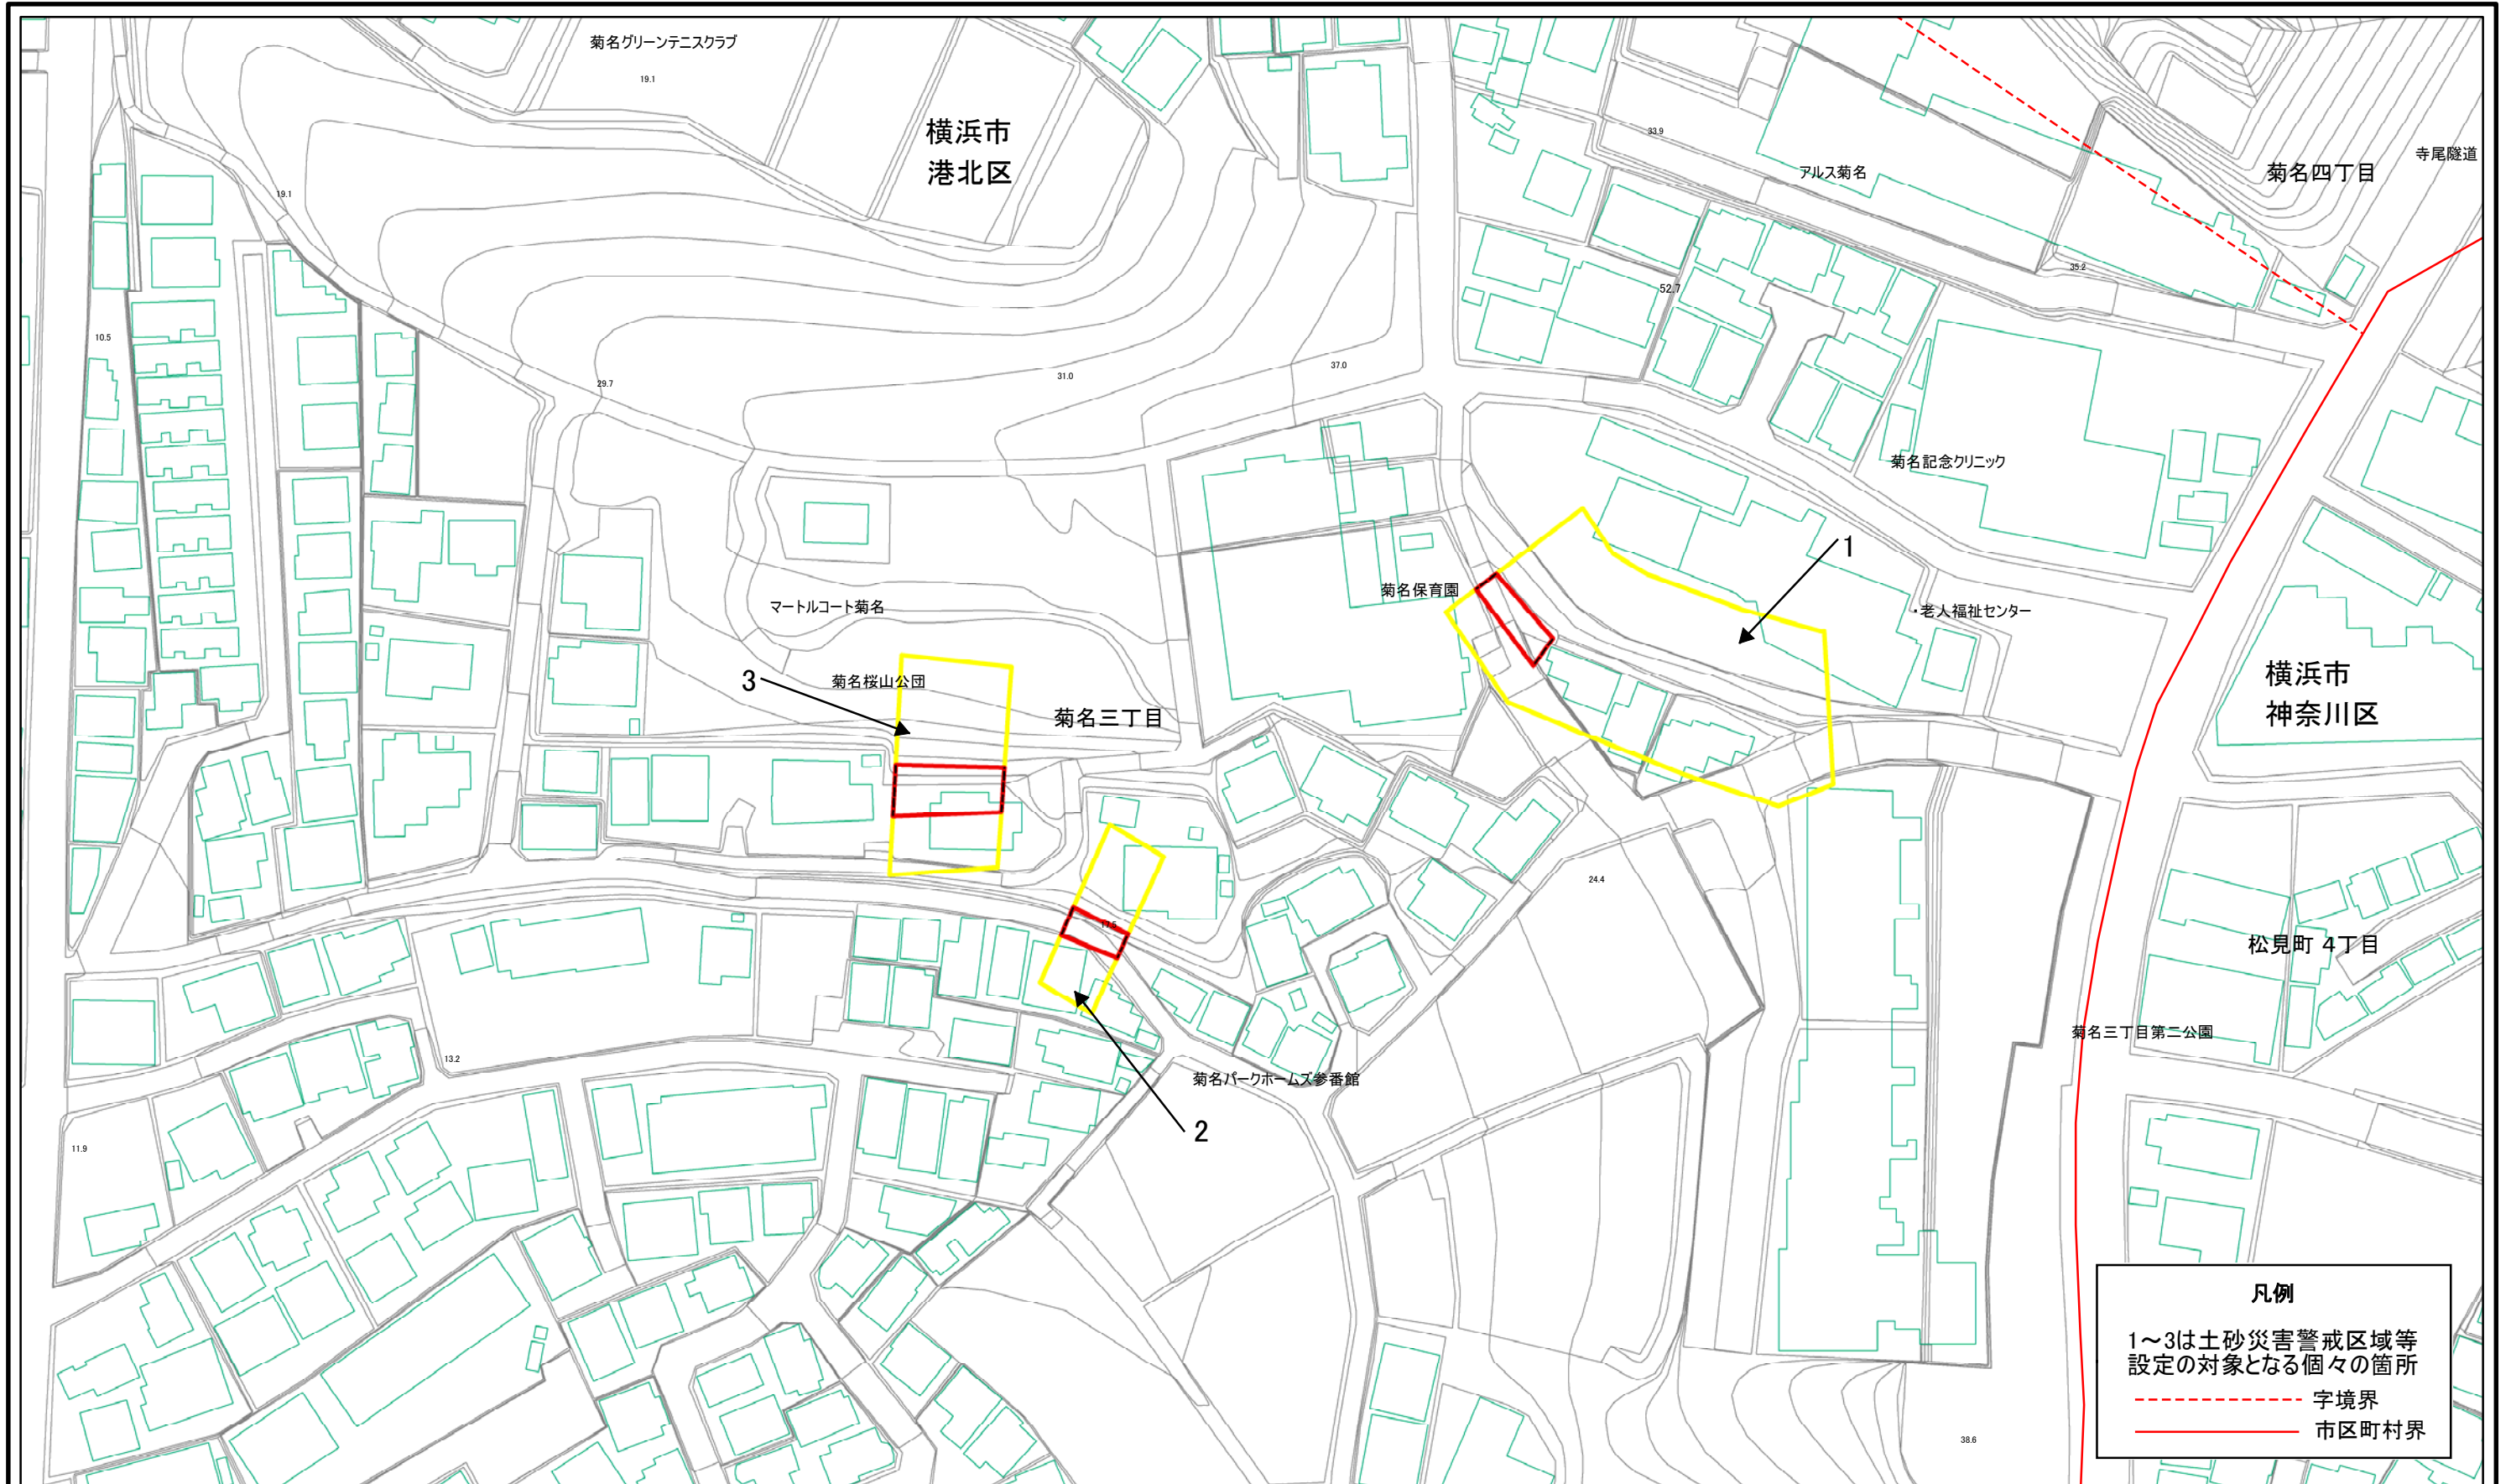 菊名グリーンテニスクラブ
19.1
横浜市
港北区
33.9
アルス菊名
菊名四丁目
寺尾隧道
19.1
35.2
52.7
10.5
29.7
31.0
37.0
菊名記念クリニック
1
菊名保育園
マートルコート菊名
・老人福祉センター
3
菊名桜山公団
菊名三丁目
横浜市
神奈川区
24.4
17.5
松見町 4丁目
菊名三丁目第二公園
13.2
菊名パークホームズ参番館
2
11.9
38.6
凡例
1～3は土砂災害警戒区域等
設定の対象となる個々の箇所
字境界
市区町村界